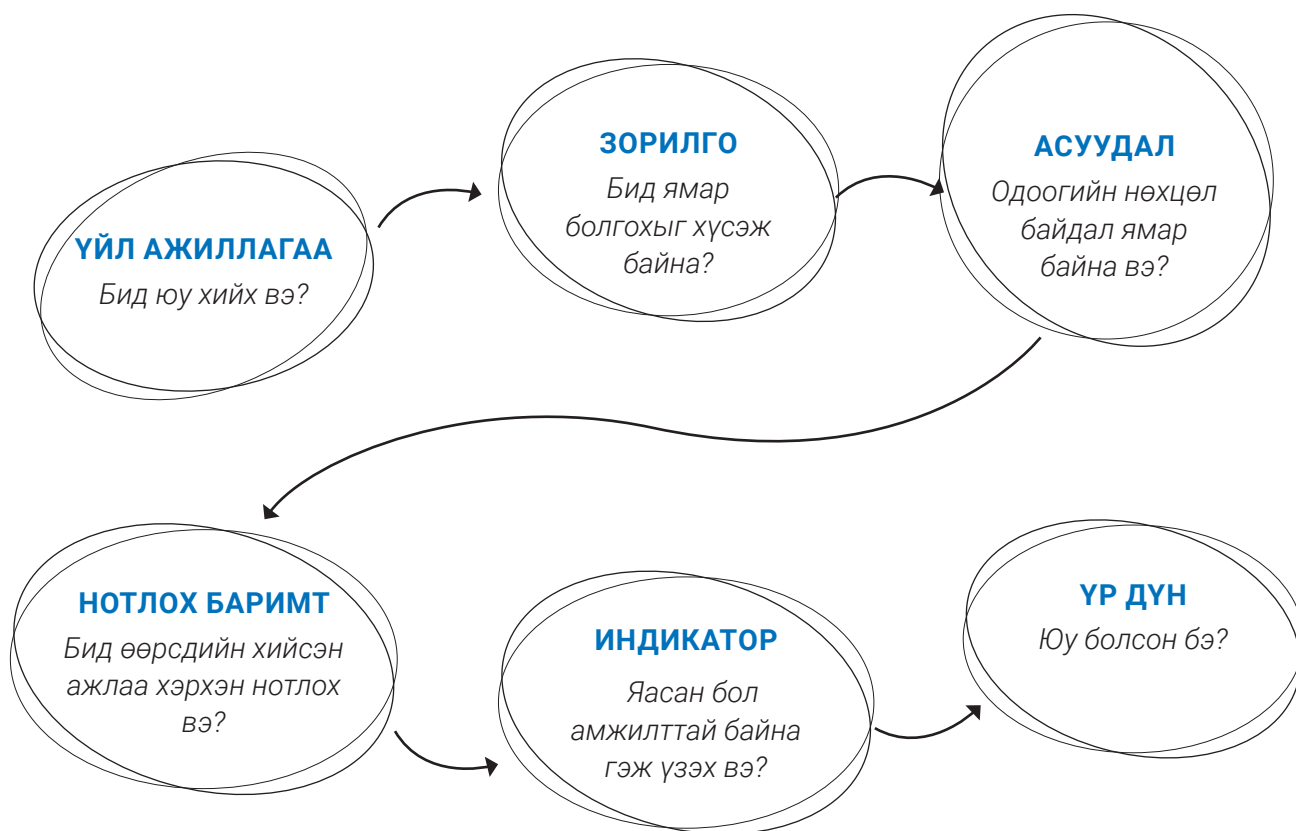 ҮЙЛ АЖИЛЛАГАА
Бид юу хийх вэ?
ЗОРИЛГО
Бид ямар
болгохыг хүсэж
байна?
АСУУДАЛ
Одоогийн нөхцөл
байдал ямар
байна вэ?
НОТЛОХ БАРИМТ
Бид өөрсдийн хийсэн
ажлаа хэрхэн нотлох
вэ?
ИНДИКАТОР
Яасан бол
амжилттай байна
гэж үзэх вэ?
ҮР ДҮН
Юу болсон бэ?